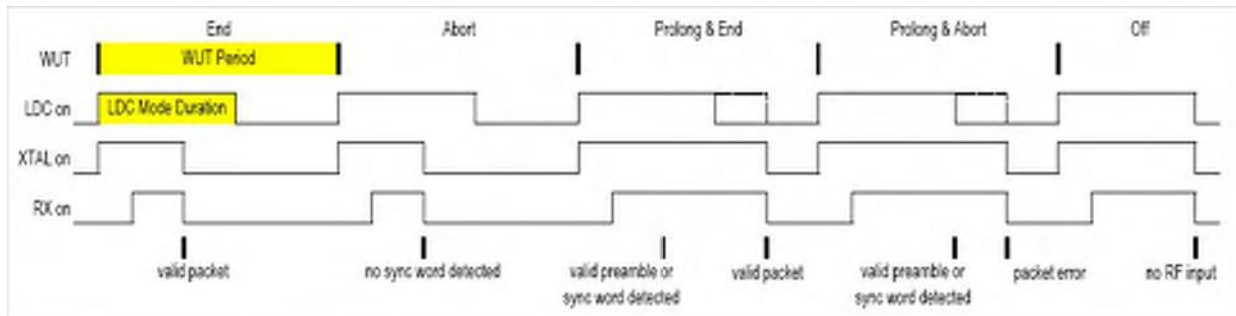 End Abort Prolong & End Prolong & Abort Off
WUT WUT Period
LDC on LDC Mode Duration
XTAL on
RX on
valid packet no sync word detected valid preamble or valid packet valid preamble or packet error no RF input
sync word detected sync word detected